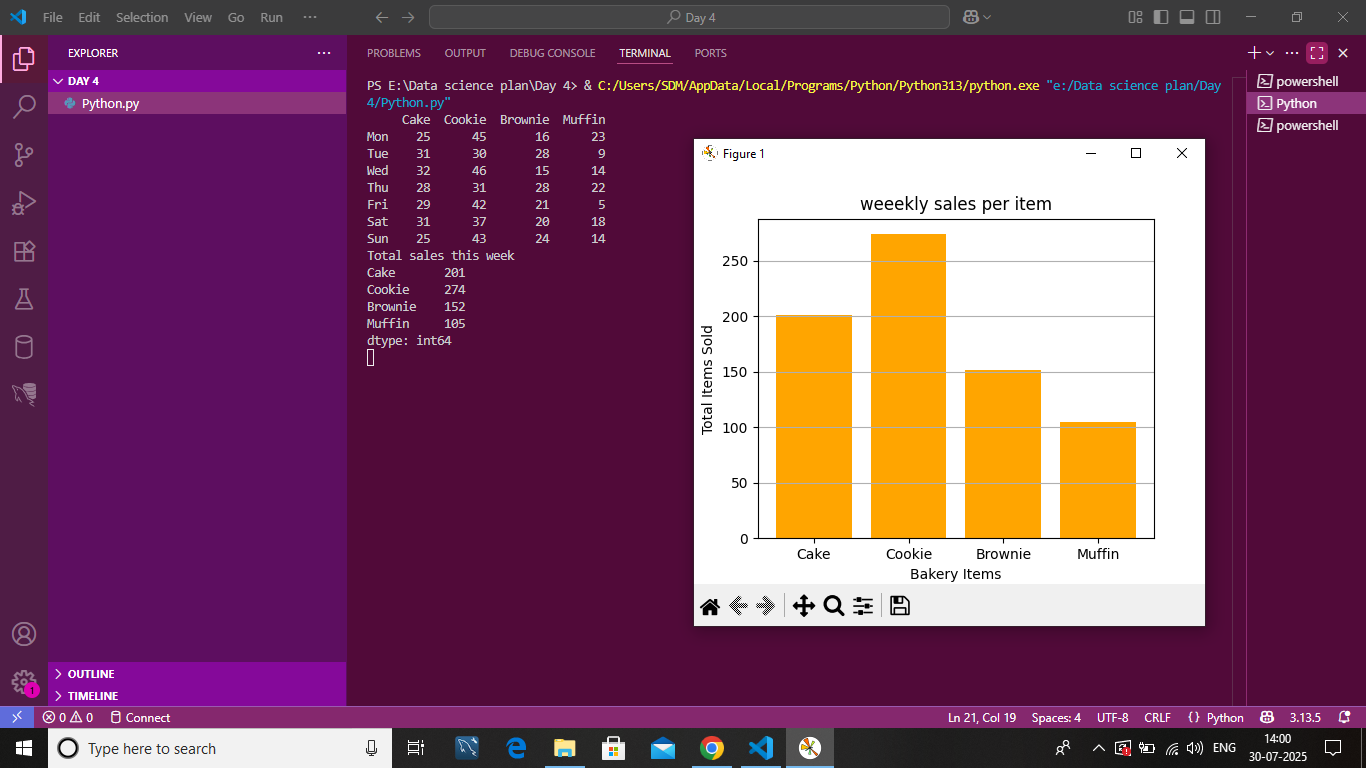 File Edit Selection View Go Run ··· Day 4
EXPLORER ···
DAY 4
Python.py
OUTLINE
TIMELINE
PROBLEMS OUTPUT DEBUG CONSOLE TERMINAL PORTS
PS E:\Data science plan\Day 4> & C:/Users/SDM/AppData/Local/Programs/Python/Python313/python.exe "e:/Data science plan/Day
4/Python.py"
Cake Cookie Brownie Muffin
Mon 25 45 16 23
Tue 31 30 28 9
Wed 32 46 15 14
Thu 28 31 28 22
Fri 29 42 21 5
Sat 31 37 20 18
Sun 25 43 24 14
Total sales this week
Cake 201
Cookie 274
Brownie 152
Muffin 105
dtype: int64
powershell
Python
powershell
Figure 1
weeekly sales per item
250
200
150
100
50
0
Total Items Sold
Cake Cookie Brownie Muffin
Bakery Items
1
0 0 Connect Ln 21, Col 19 Spaces: 4 UTF-8 CRLF {} Python 3.13.5
Type here to search ENG 14:00
30-07-2025